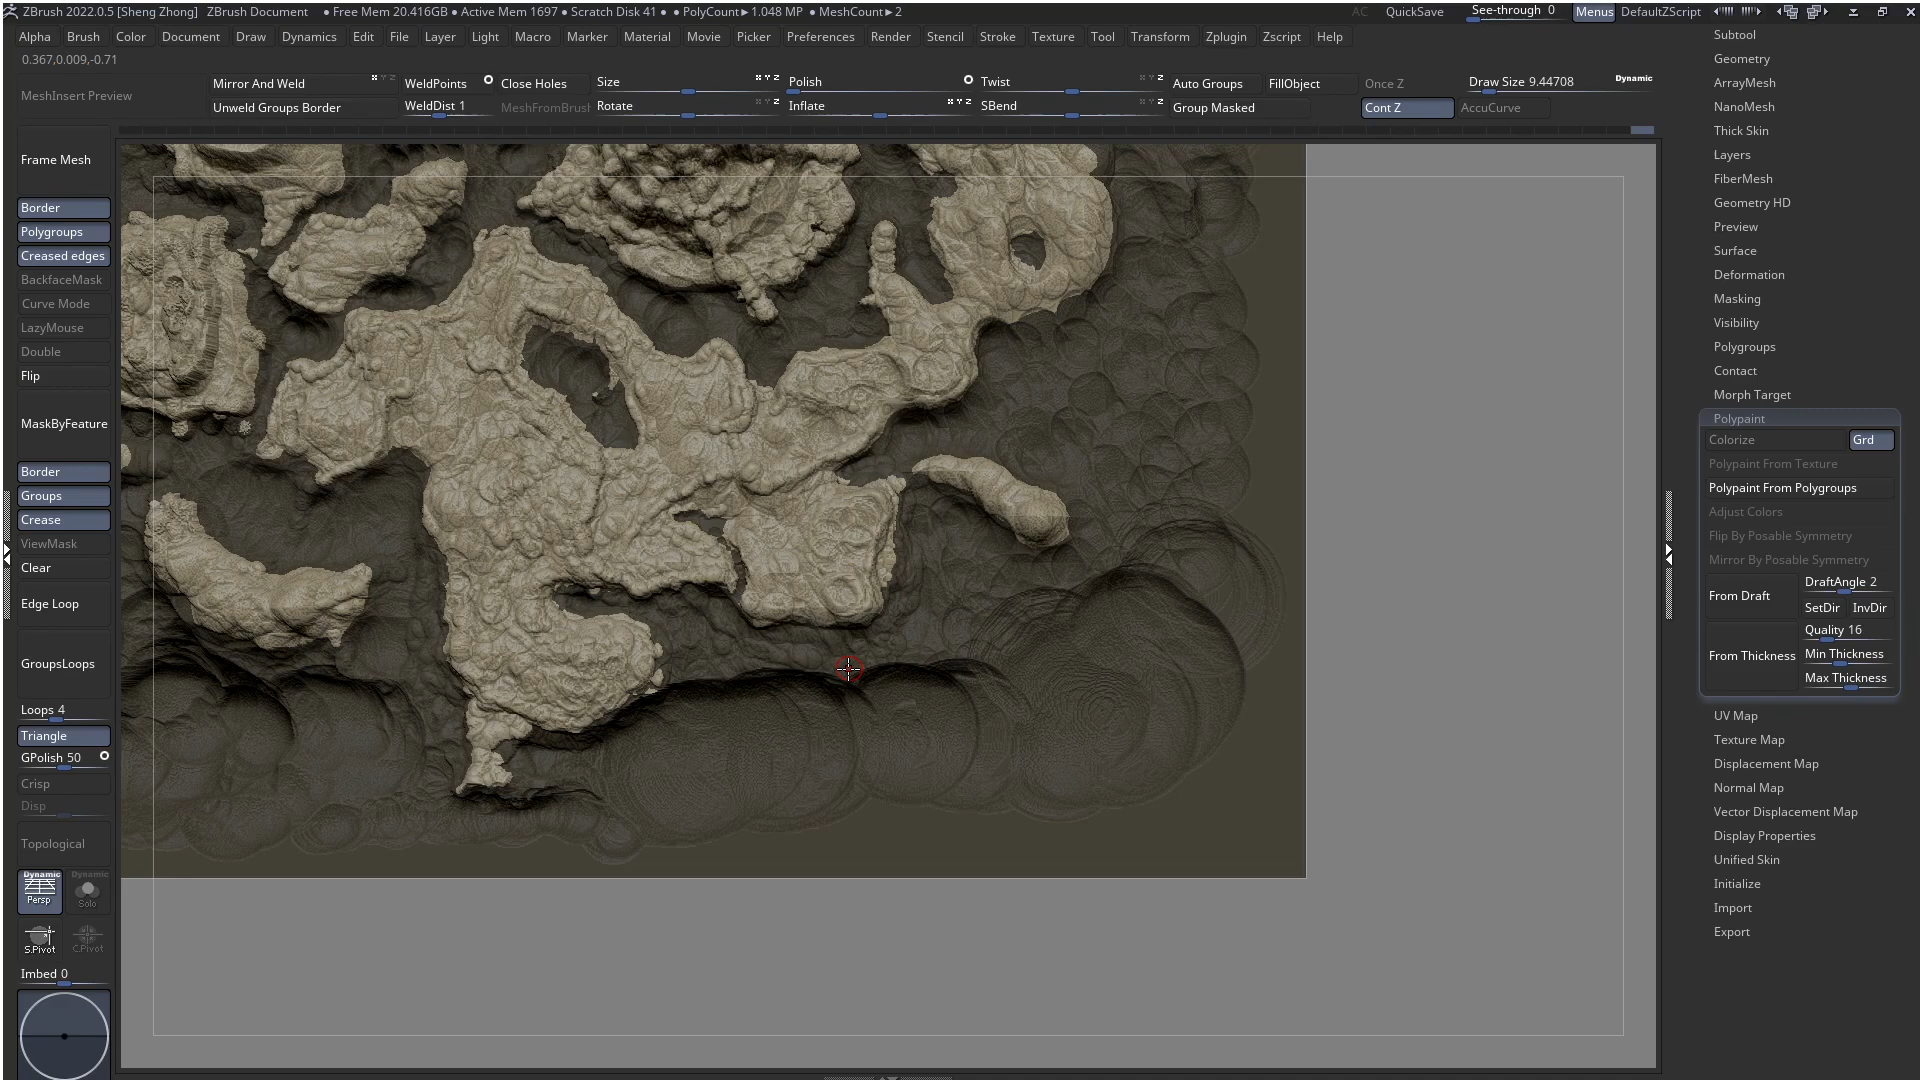 ZBrush 2022.0.5 [Sheng Zhong] ZBrush Document ● Free Mem 20.416GB ● Active Mem 1697 ● Scratch Disk 41 ● ● PolyCount► 1.048 MP ● MeshCount► 2 AC QuickSave See-through 0 Menus DefaultZScript
Alpha Brush Color Document Draw Dynamics Edit File Layer Light Macro Marker Material Movie Picker Preferences Render Stencil Stroke Texture Tool Transform Zplugin Zscript Help
0.367,0.009,-0.71
MeshInsert Preview
Mirror And Weld WeldPoints Close Holes Size Polish Twist Auto Groups FillObject Once Z Draw Size 9.44708 Dynamic
Unweld Groups Border WeldDist 1 MeshFromBrush Rotate Inflate SBend Group Masked Cont Z AccuCurve
Frame Mesh
Border
Polygroups
Creased edges
BackfaceMask
Curve Mode
LazyMouse
Double
Flip
MaskByFeature
Border
Groups
Crease
ViewMask
Clear
Edge Loop
GroupsLoops
Loops 4
Triangle
GPolish 50
Crisp
Disp
Topological
Dynamic Dynamic
Persp Solo
S.Pivot C.Pivot
Imbed 0
Subtool
Geometry
ArrayMesh
NanoMesh
Thick Skin
Layers
FiberMesh
Geometry HD
Preview
Surface
Deformation
Masking
Visibility
Polygroups
Contact
Morph Target
Polypaint
Colorize Grd
Polypaint From Texture
Polypaint From Polygroups
Adjust Colors
Flip By Posable Symmetry
Mirror By Posable Symmetry
From Draft DraftAngle 2
SetDir InvDir
From Thickness Quality 16
Min Thickness
Max Thickness
UV Map
Texture Map
Displacement Map
Normal Map
Vector Displacement Map
Display Properties
Unified Skin
Initialize
Import
Export